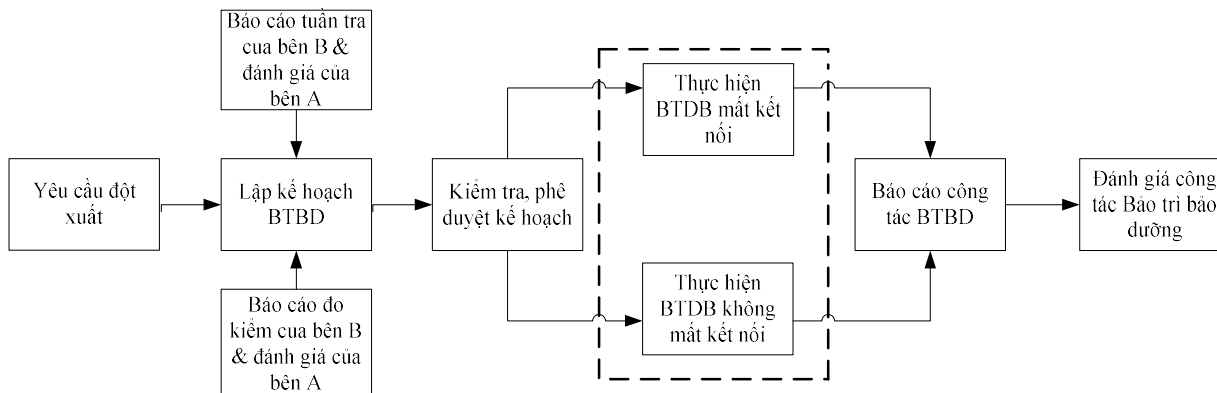 Báo cáo tuần tra
cua bên B &
đánh giá của
bên A
Yêu cầu đột
xuất
Lập kế hoạch
BTBD
Báo cáo đo
kiểm cua bên B
& đánh giá của
bên A
Kiểm tra, phê
duyệt kế hoạch
Thực hiện
BTDB mất kết
nối
Thực hiện
BTDB không
mất kết nối
Báo cáo công
tác BTBD
Đánh giá công
tác Bảo trì bảo
dưỡng